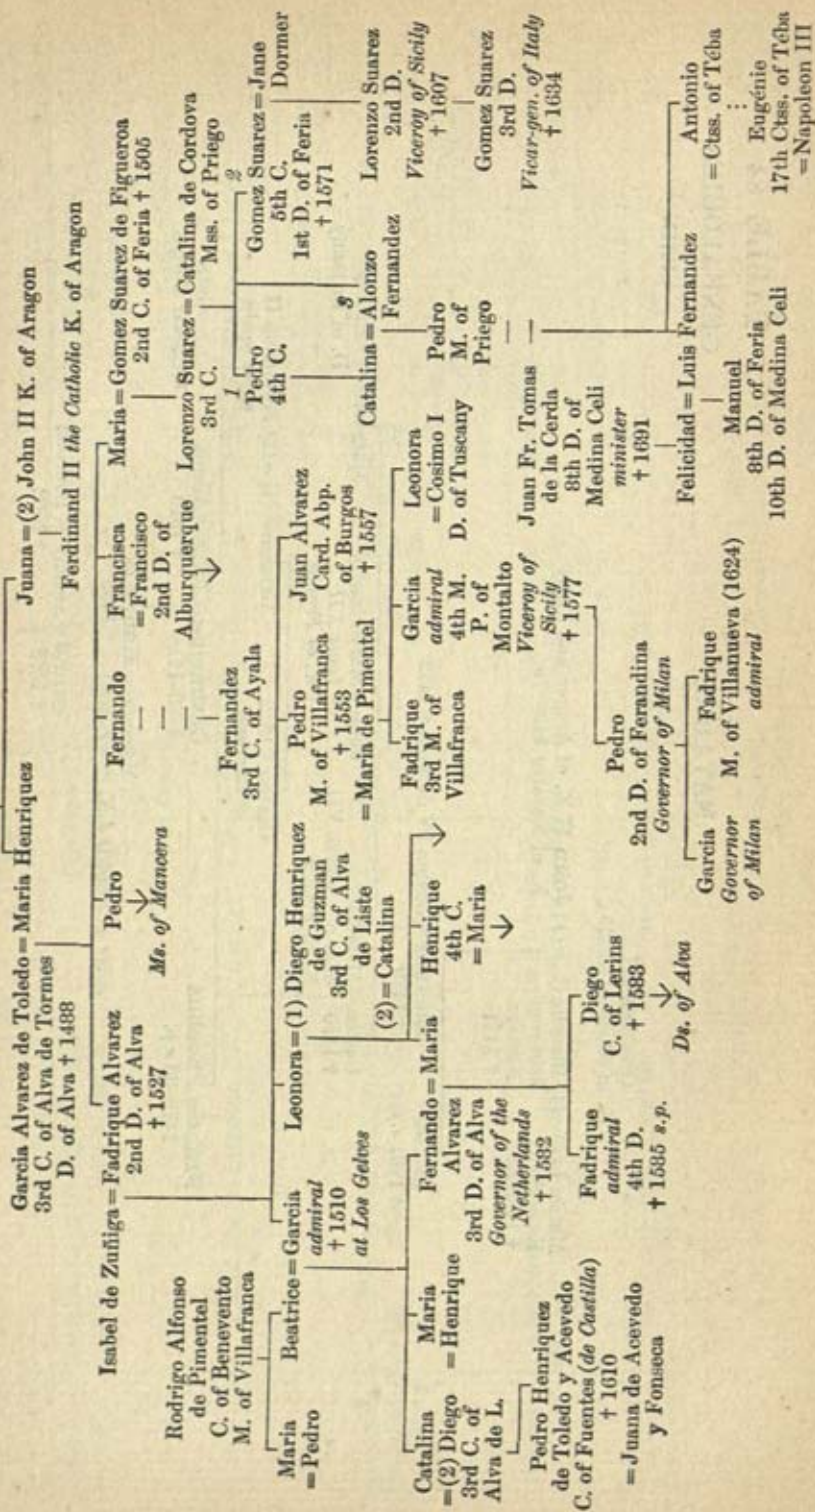 Garcia Alvarez de Toledo = Maria Henriquez
3rd C. of Alva de Tormes
D. of Alva † 1488
Juana = (2) John II K. of Aragon
Ferdinand II the Catholic K. of Aragon
Isabel de Zuñiga = Fadrique Alvarez
2nd D. of Alva
† 1527
Pedro
Ms. of Mancera
Fernando
—
—
—
Fernandez
3rd C. of Ayala
Francisca
= Francisco
2nd D. of
Alburquerque
Maria = Gomez Suarez de Figueroa
2nd C. of Feria † 1505
Lorenzo Suarez = Catalina de Cordova
3rd C.
Mss. of Priego
1
Pedro
4th C.
2
Gomez Suarez = Jane
5th C.
Dormer
1st D. of Feria
† 1571
3
Catalina = Alonzo
Fernandez
Lorenzo Suarez
2nd D.
Viceroy of Sicily
† 1607
Gomez Suarez
3rd D.
Vicar-gen. of Italy
† 1634
Pedro
M. of
Priego
—
—
Rodrigo Alfonso
de Pimentel
C. of Benevento
M. of Villafranca
Maria
= Pedro
Beatrice = Garcia
admiral
† 1510
at Los Gelves
Leonora = (1) Diego Henriquez
de Guzman
3rd C. of Alva
de Liste
(2) = Catalina
Pedro
M. of Villafranca
† 1553
= Maria de Pimentel
Juan Alvarez
Card. Abp.
of Burgos
† 1557
Catalina
= (2) Diego
3rd C. of
Alva de L.
Maria
= Henrique
Fernando = Maria
Alvarez
3rd D. of Alva
Governor of the
Netherlands
† 1582
Henrique
4th C.
= Maria
Fadrique
3rd M. of
Villafranca
Garcia
admiral
4th M.
P. of
Montalto
Viceroy of
Sicily
† 1577
Leonora
= Cosimo I
D. of Tuscany
Juan Fr. Tomas
de la Cerda
8th D. of
Medina Celi
minister
† 1691
Pedro Henriquez
de Toledo y Acevedo
C. of Fuentes (de Castilla)
† 1610
= Juana de Acevedo
y Fonseca
Fadrique
admiral
4th D.
† 1585 s.p.
Diego
C. of Lerins
† 1583
Ds. of Alva
Pedro
2nd D. of Ferandina
Governor of Milan
Garcia
Governor
of Milan
Fadrique
M. of Villanueva (1624)
admiral
Felicidad = Luis Fernandez
Manuel
8th D. of Feria
10th D. of Medina Celi
Antonio
= Ctss. of Téba
Eugénie
17th Ctss. of Téba
= Napoleon III